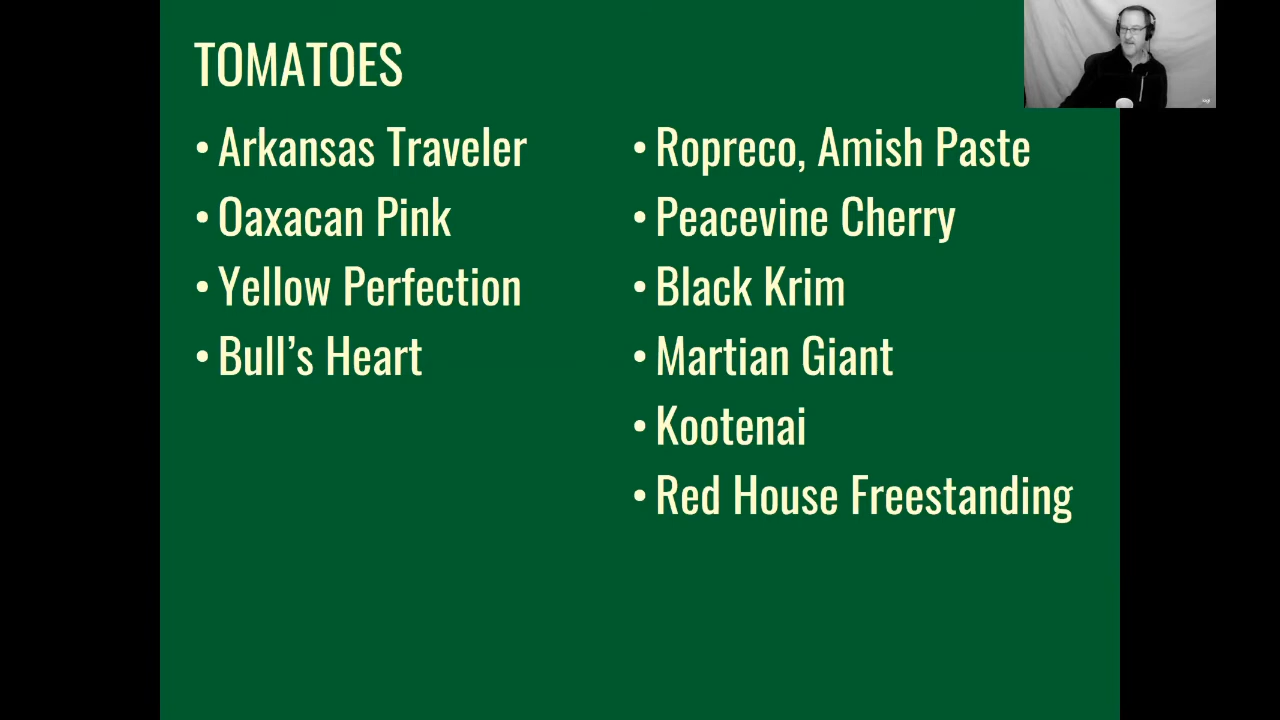 TOMATOES
• Arkansas Traveler
• Oaxacan Pink
• Yellow Perfection
• Bull’s Heart
• Ropreco, Amish Paste
• Peacevine Cherry
• Black Krim
• Martian Giant
• Kootenai
• Red House Freestanding